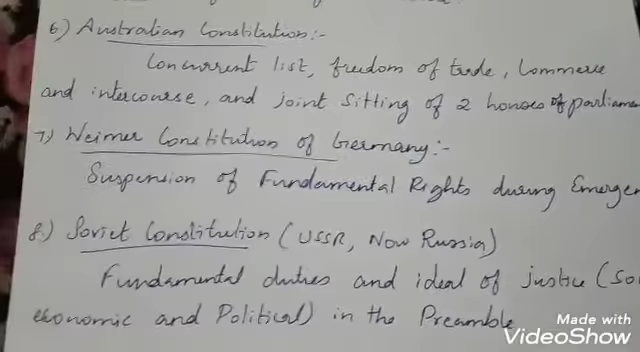 6) Australian Constitution:-
Concurrent list, freedom of trade, Commerce
and intercourse, and joint sitting of 2 houses of parliamen
7) Weimer Constitution of Germany:-
Suspension of Fundamental Rights during Emergen
8.) Soviet Constitution (USSR, Now Russia)
Fundamental duties and ideal of justice (So
economic and Political) in the Preamble
Made with
VideoShow